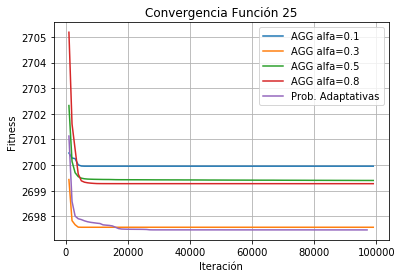 Convergencia Función 25
AGG alfa=0.1
AGG alfa=0.3
AGG alfa=0.5
AGG alfa=0.8
Prob. Adaptativas
Fitness
2705
2704
2703
2702
2701
2700
2699
2698
0 20000 40000 60000 80000 100000
Iteración